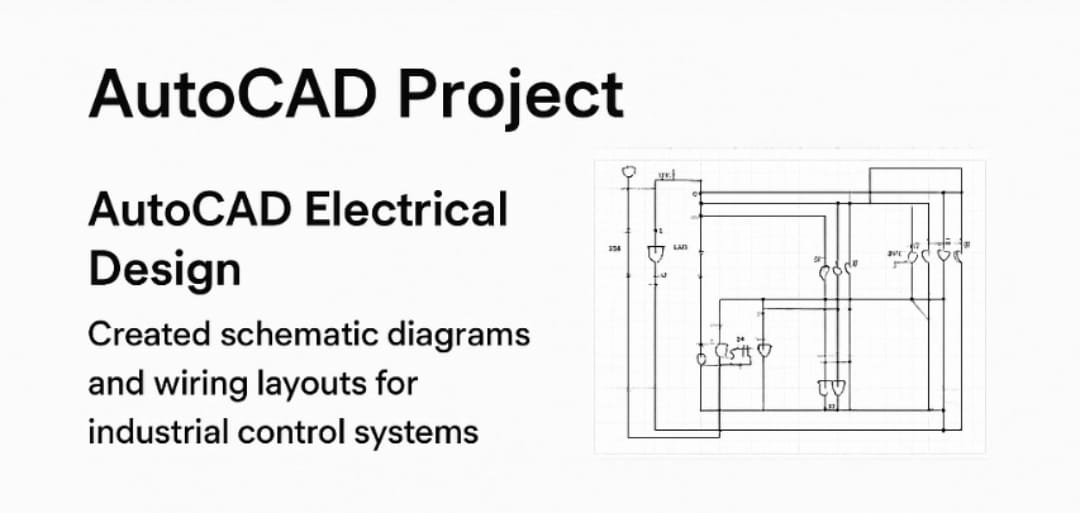 AutoCAD Project
AutoCAD Electrical
Design
Created schematic diagrams
and wiring layouts for
industrial control systems